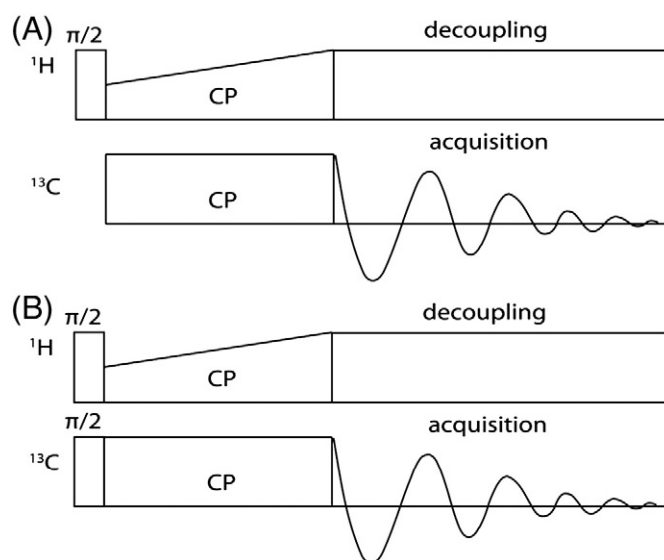 (A)
π/2
decoupling
¹H
CP
acquisition
¹³C
CP
(B)
π/2
decoupling
¹H
CP
π/2
acquisition
¹³C
CP